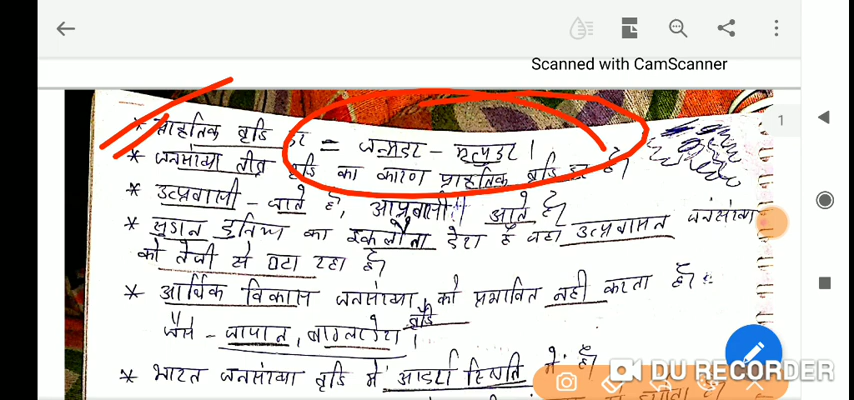 Scanned with CamScanner
1
* प्राकृतिक वृद्धि दर = जन्मदर - मृत्युदर।
* जनसंख्या तीव्र वृद्धि का कारण प्राकृतिक वृद्धि दर है।
* उत्प्रवासी - जाते है, आप्रवासी आते है
* सुडान दुनिया का इकलौता देश है जहा उत्प्रवासन जनसंख्या
को तेजी से घटा रहा है।
* आर्थिक विकास जनसंख्या वृद्धि को प्रभावित नही करता है।
जैसे - जापान, बांग्लादेश।
* भारत जनसंख्या वृद्धि मे आदर्श स्थिति में है।
DU RECORDER